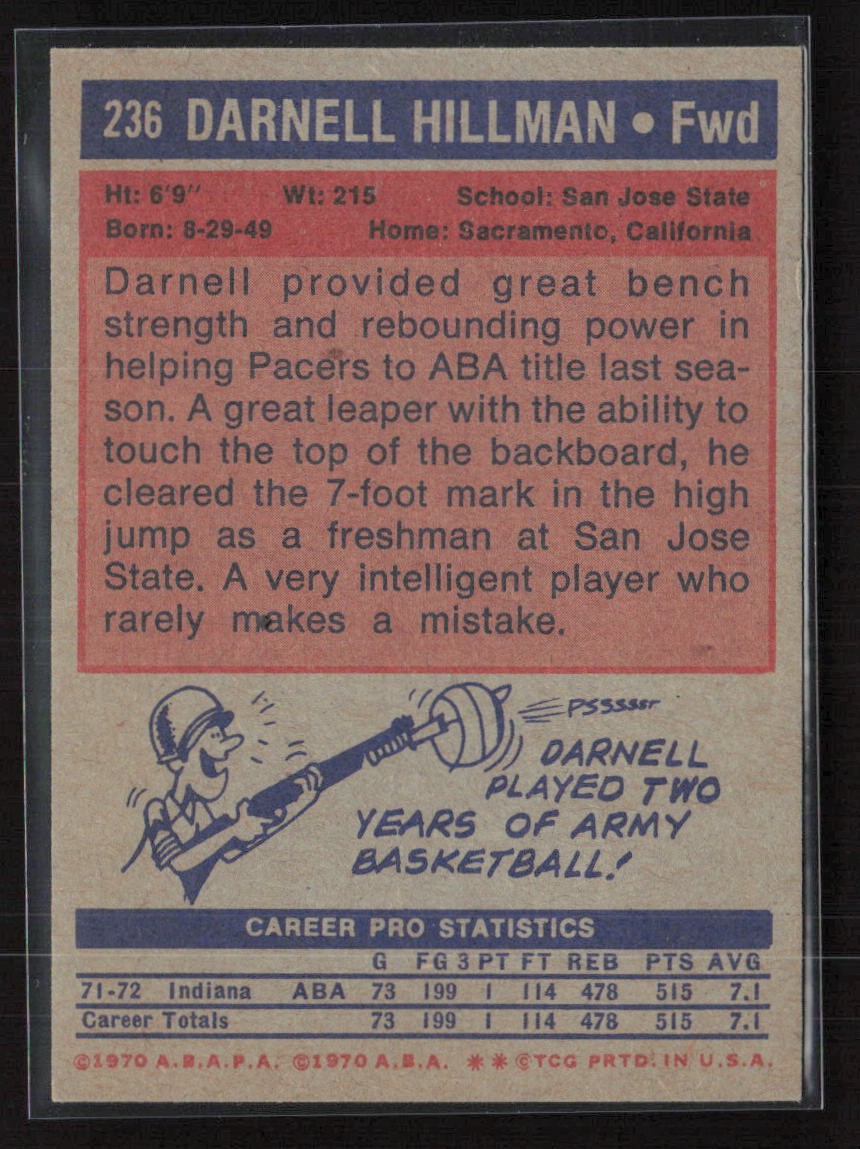 236 DARNELL HILLMAN • Fwd
Ht: 6'9" Wt: 215 School: San Jose State
Born: 8-29-49 Home: Sacramento, California
Darnell provided great bench
strength and rebounding power in
helping Pacers to ABA title last sea-
son. A great leaper with the ability to
touch the top of the backboard, he
cleared the 7-foot mark in the high
jump as a freshman at San Jose
State. A very intelligent player who
rarely makes a mistake.
PSSSSST
DARNELL
PLAYED TWO
YEARS OF ARMY
BASKETBALL!
CAREER PRO STATISTICS
G FG 3PT FT REB PTS AVG
71-72 Indiana ABA 73 199 1 114 478 515 7.1
Career Totals 73 199 1 114 478 515 7.1
©1970 A.B.A.P.A. ©1970 A.B.A. ** ©TCG PRTD. IN U.S.A.